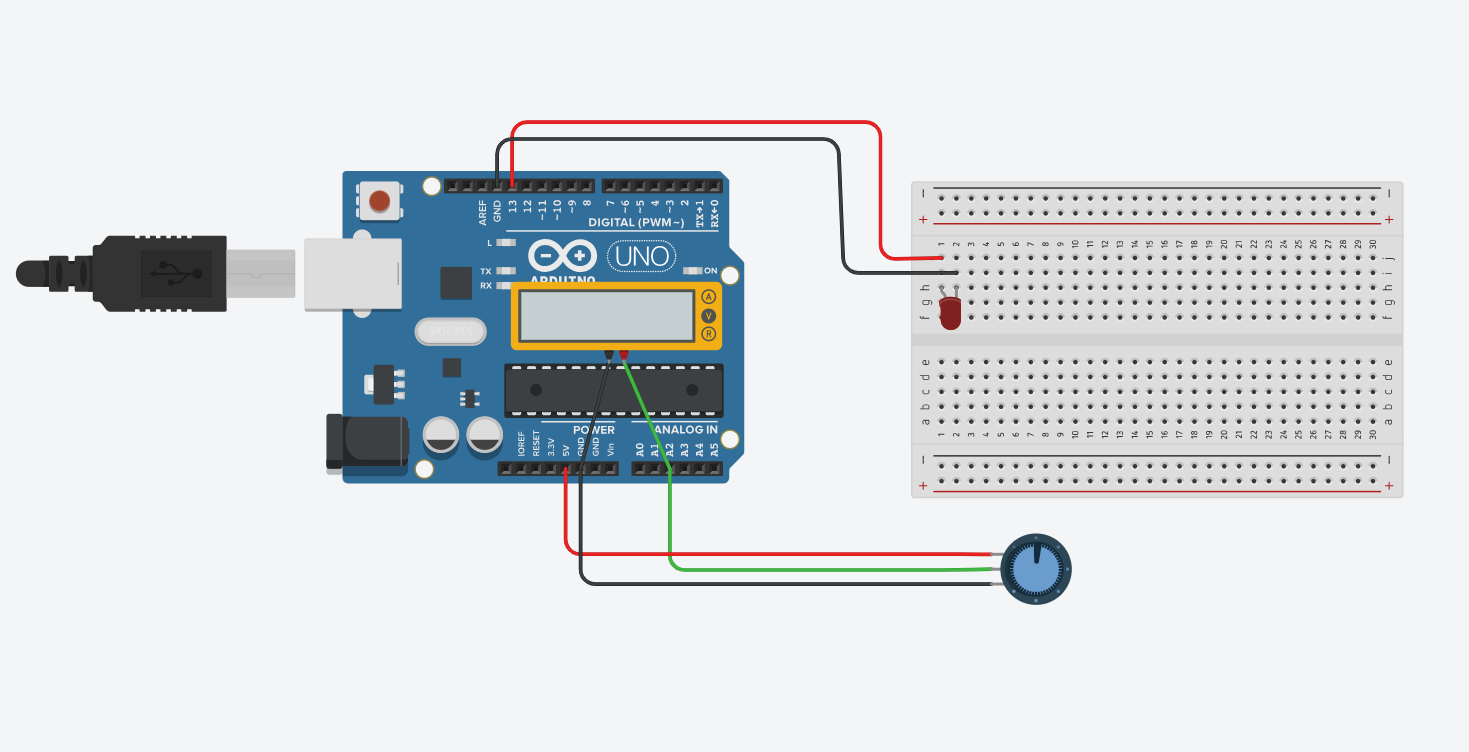 AREF
GND
13
12
~11
~10
~9
8
7
~6
~5
4
~3
2
TX→1
RX←0
DIGITAL (PWM~)
L
TX
RX
UNO
ON
ARDUINO
A
V
R
POWER
ANALOG IN
IOREF
RESET
3.3V
5V
GND
GND
Vin
A0
A1
A2
A3
A4
A5
− −
+ +
1 2 3 4 5 6 7 8 9 10 11 12 13 14 15 16 17 18 19 20 21 22 23 24 25 26 27 28 29 30
j
i i
h h
g g
f f
e e
d d
c c
b b
a a
1 2 3 4 5 6 7 8 9 10 11 12 13 14 15 16 17 18 19 20 21 22 23 24 25 26 27 28 29 30
− −
+ +